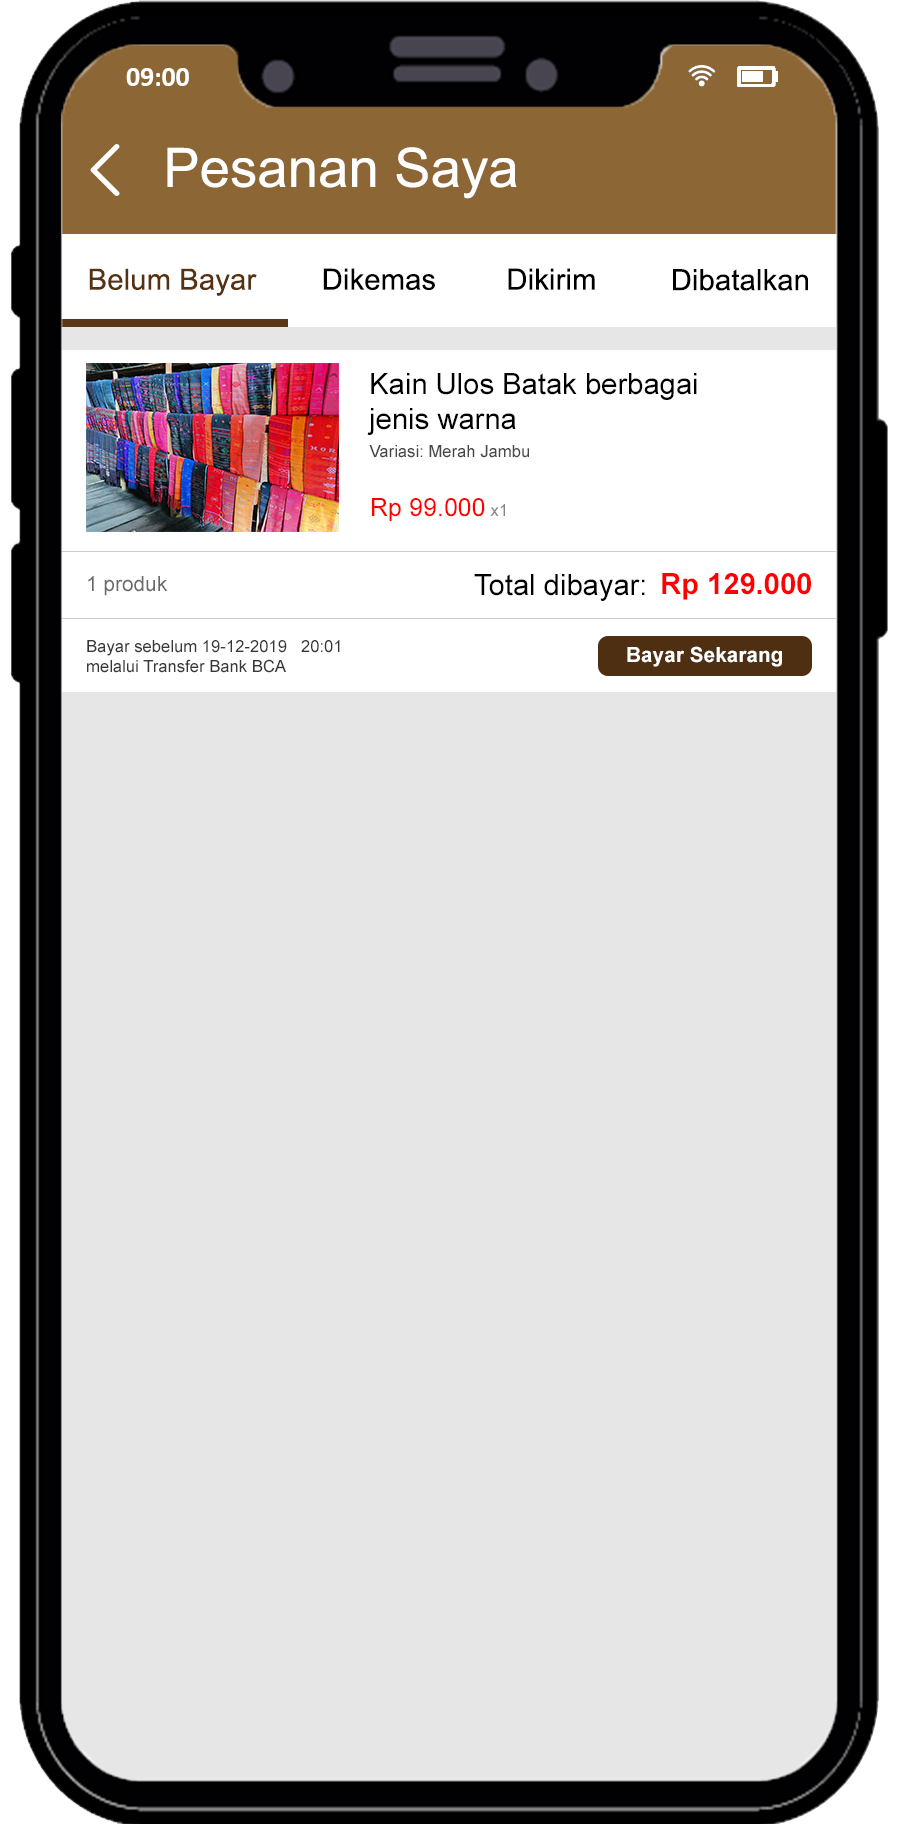 09:00
Pesanan Saya
Belum Bayar Dikemas Dikirim Dibatalkan
Kain Ulos Batak berbagai
jenis warna
Variasi: Merah Jambu
Rp 99.000 x1
1 produk Total dibayar: Rp 129.000
Bayar sebelum 19-12-2019 20:01
melalui Transfer Bank BCA
Bayar Sekarang